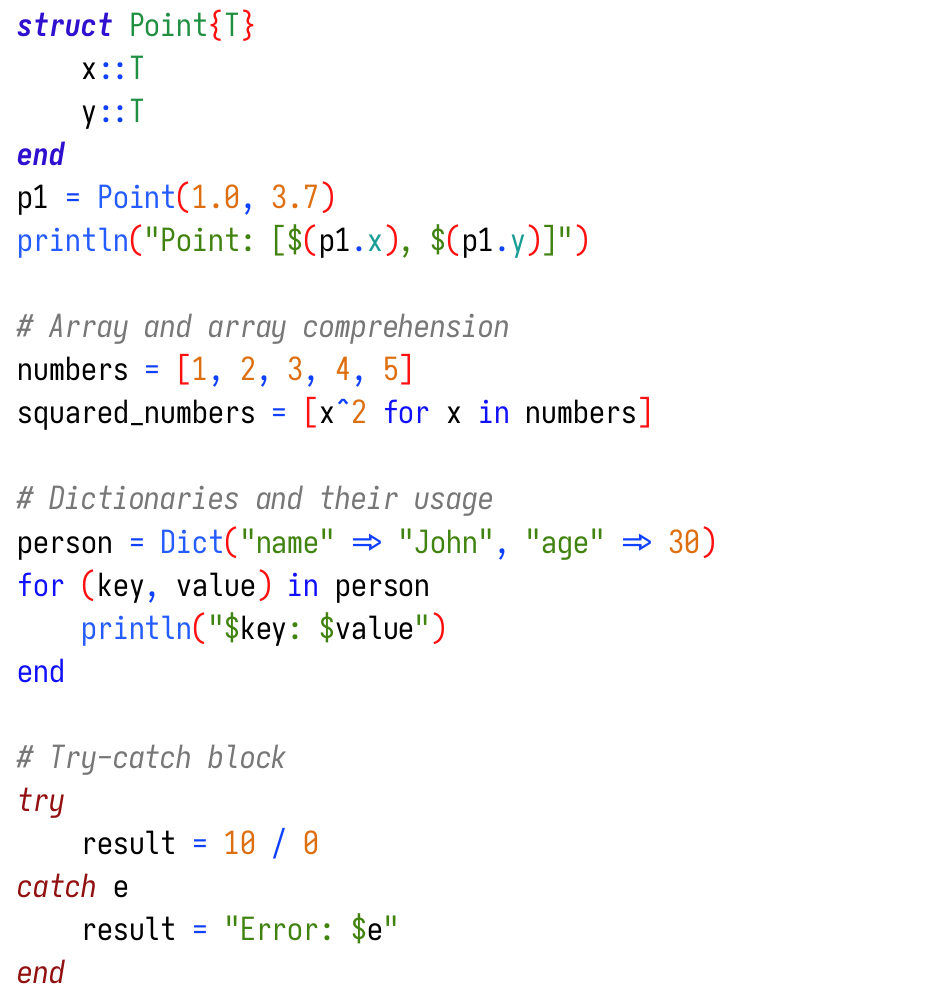 struct Point{T}
    x::T
    y::T
end
p1 = Point(1.0, 3.7)
println("Point: [$(p1.x), $(p1.y)]")

# Array and array comprehension
numbers = [1, 2, 3, 4, 5]
squared_numbers = [x^2 for x in numbers]

# Dictionaries and their usage
person = Dict("name" => "John", "age" => 30)
for (key, value) in person
    println("$key: $value")
end

# Try-catch block
try
    result = 10 / 0
catch e
    result = "Error: $e"
end